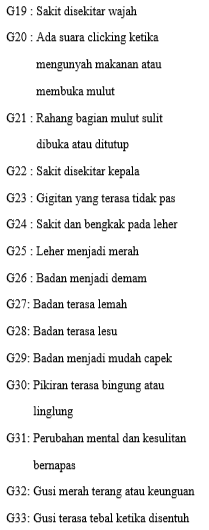 G19 : Sakit disekitar wajah
G20 : Ada suara clicking ketika
mengunyah makanan atau
membuka mulut
G21 : Rahang bagian mulut sulit
dibuka atau ditutup
G22 : Sakit disekitar kepala
G23 : Gigitan yang terasa tidak pas
G24 : Sakit dan bengkak pada leher
G25 : Leher menjadi merah
G26 : Badan menjadi demam
G27: Badan terasa lemah
G28: Badan terasa lesu
G29: Badan menjadi mudah capek
G30: Pikiran terasa bingung atau
linglung
G31: Perubahan mental dan kesulitan
bernapas
G32: Gusi merah terang atau keunguan
G33: Gusi terasa tebal ketika disentuh